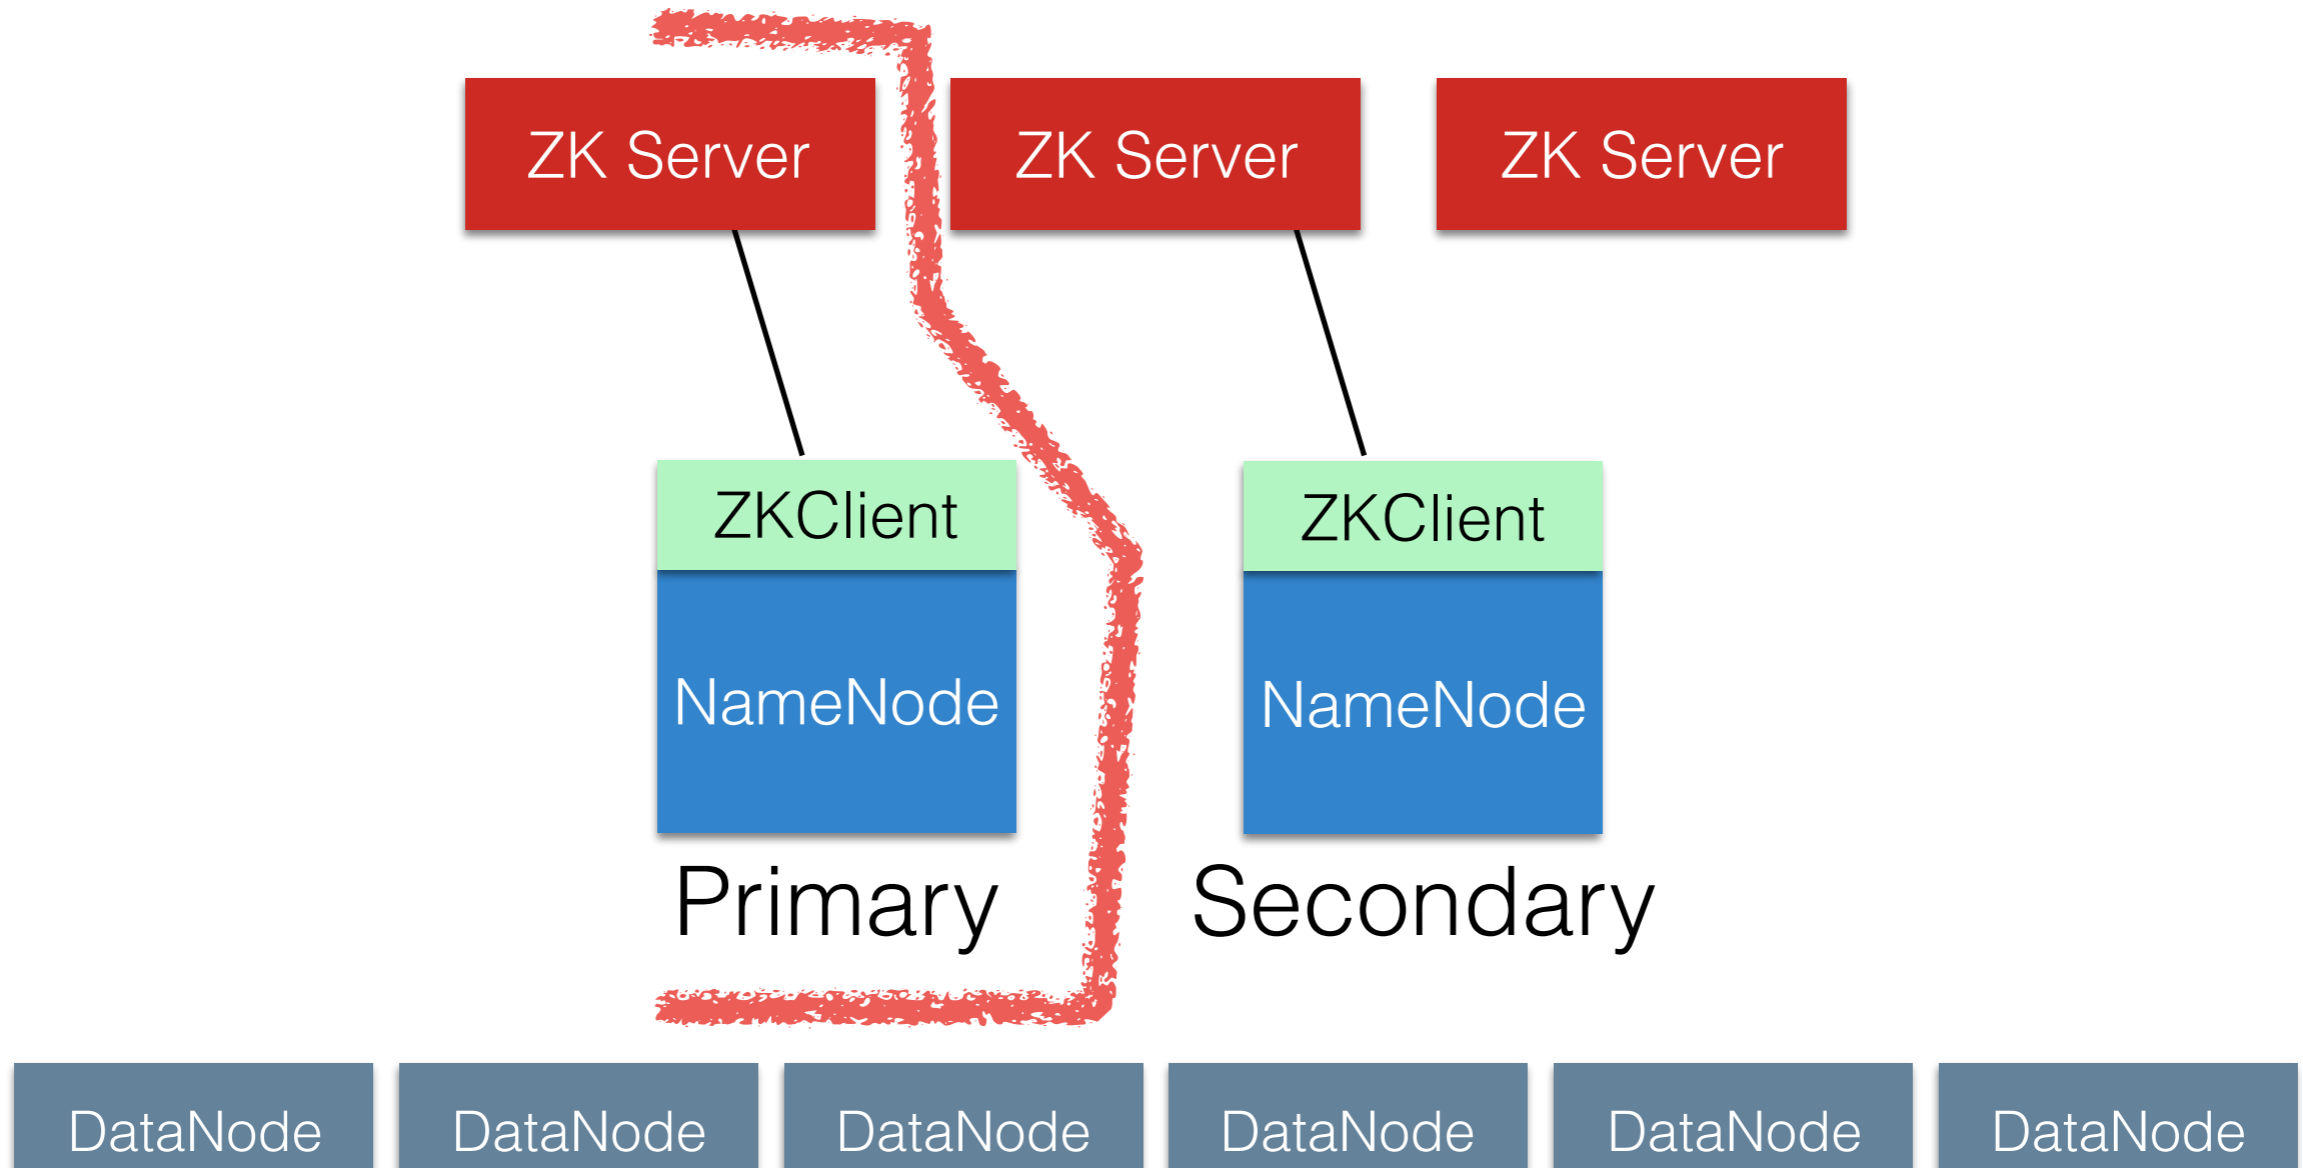 ZK Server
ZK Server
ZK Server
ZKClient
ZKClient
NameNode
NameNode
Primary
Secondary
DataNode
DataNode
DataNode
DataNode
DataNode
DataNode